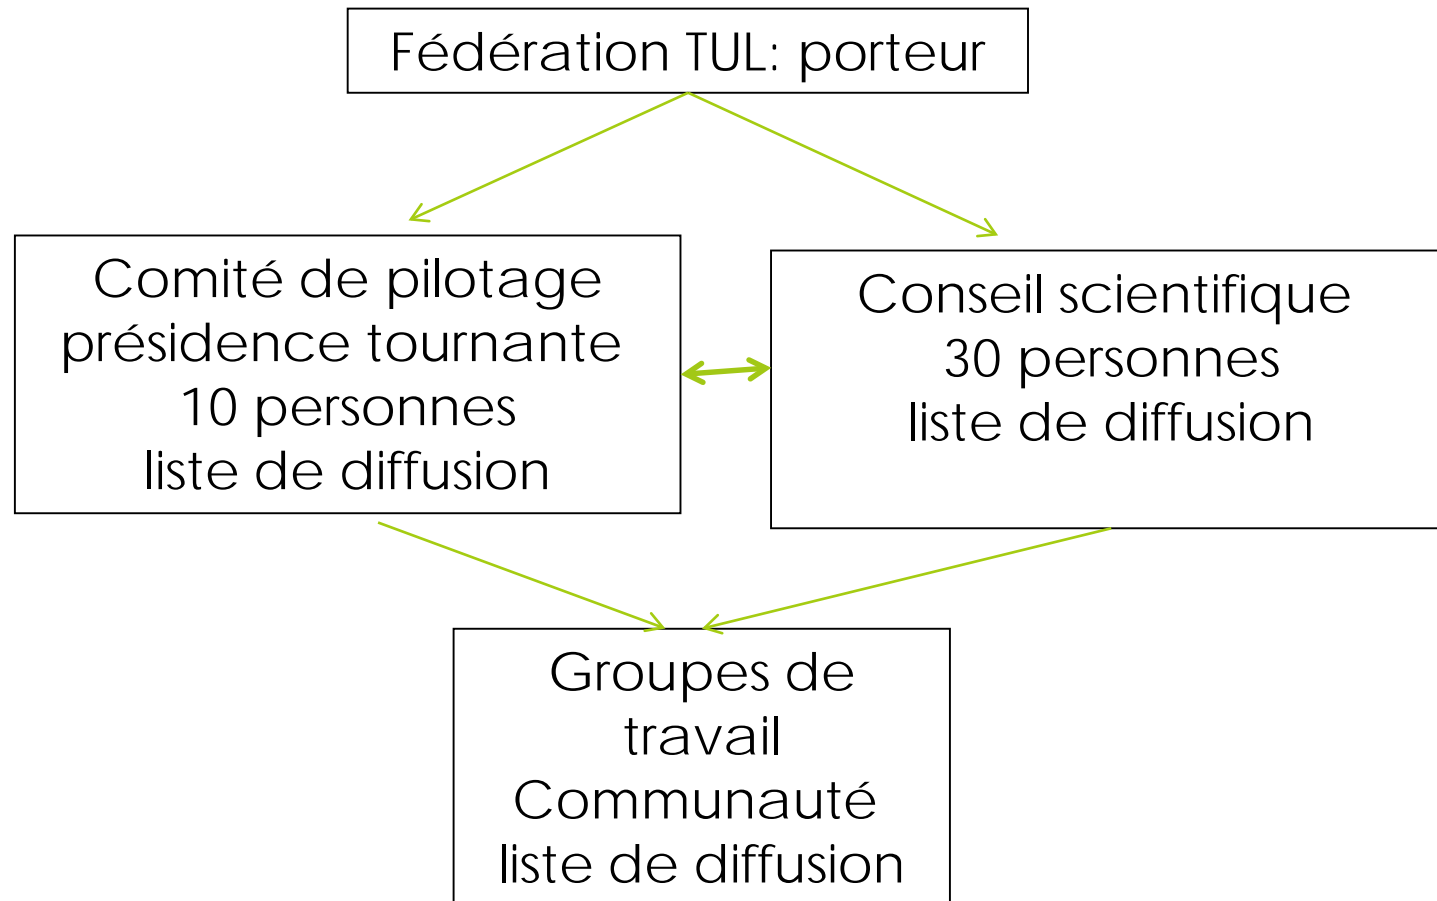 Fédération TUL: porteur
Comité de pilotage
présidence tournante
10 personnes
liste de diffusion
Conseil scientifique
30 personnes
liste de diffusion
Groupes de
travail
Communauté
liste de diffusion